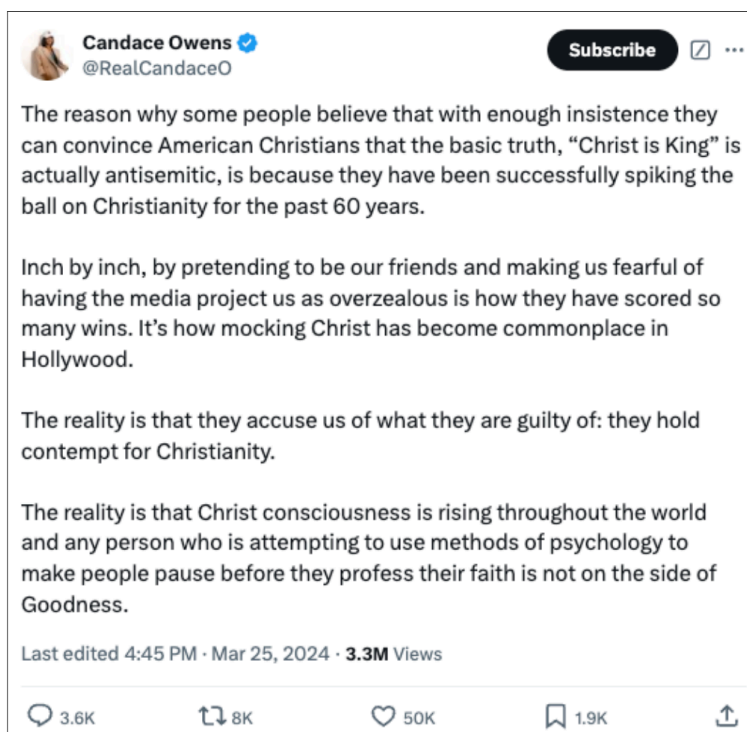 Candace Owens
@RealCandaceO
Subscribe
The reason why some people believe that with enough insistence they
can convince American Christians that the basic truth, “Christ is King” is
actually antisemitic, is because they have been successfully spiking the
ball on Christianity for the past 60 years.
Inch by inch, by pretending to be our friends and making us fearful of
having the media project us as overzealous is how they have scored so
many wins. It’s how mocking Christ has become commonplace in
Hollywood.
The reality is that they accuse us of what they are guilty of: they hold
contempt for Christianity.
The reality is that Christ consciousness is rising throughout the world
and any person who is attempting to use methods of psychology to
make people pause before they profess their faith is not on the side of
Goodness.
Last edited 4:45 PM · Mar 25, 2024 · 3.3M Views
3.6K 8K 50K 1.9K